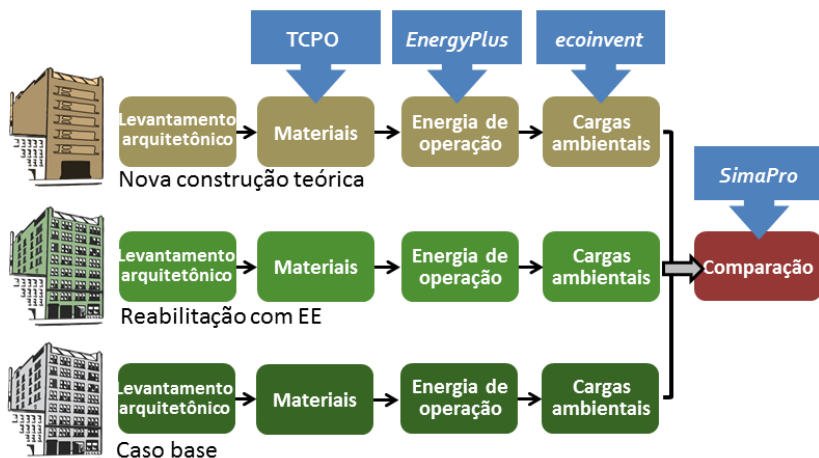 TCPO
EnergyPlus
ecoinvent
Levantamento
arquitetônico
Materiais
Energia de
operação
Cargas
ambientais
Nova construção teórica
SimaPro
Levantamento
arquitetônico
Materiais
Energia de
operação
Cargas
ambientais
Comparação
Reabilitação com EE
Levantamento
arquitetônico
Materiais
Energia de
operação
Cargas
ambientais
Caso base